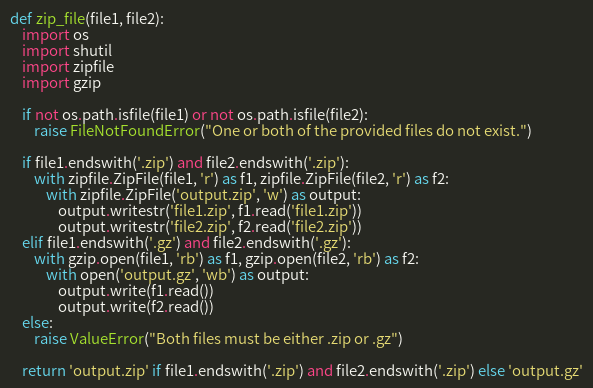 def zip_file(file1, file2):
    import os
    import shutil
    import zipfile
    import gzip

    if not os.path.isfile(file1) or not os.path.isfile(file2):
        raise FileNotFoundError("One or both of the provided files do not exist.")

    if file1.endswith('.zip') and file2.endswith('.zip'):
        with zipfile.ZipFile(file1, 'r') as f1, zipfile.ZipFile(file2, 'r') as f2:
            with zipfile.ZipFile('output.zip', 'w') as output:
                output.writestr('file1.zip', f1.read('file1.zip'))
                output.writestr('file2.zip', f2.read('file2.zip'))
    elif file1.endswith('.gz') and file2.endswith('.gz'):
        with gzip.open(file1, 'rb') as f1, gzip.open(file2, 'rb') as f2:
            with open('output.gz', 'wb') as output:
                output.write(f1.read())
                output.write(f2.read())
    else:
        raise ValueError("Both files must be either .zip or .gz")

    return 'output.zip' if file1.endswith('.zip') and file2.endswith('.zip') else 'output.gz'